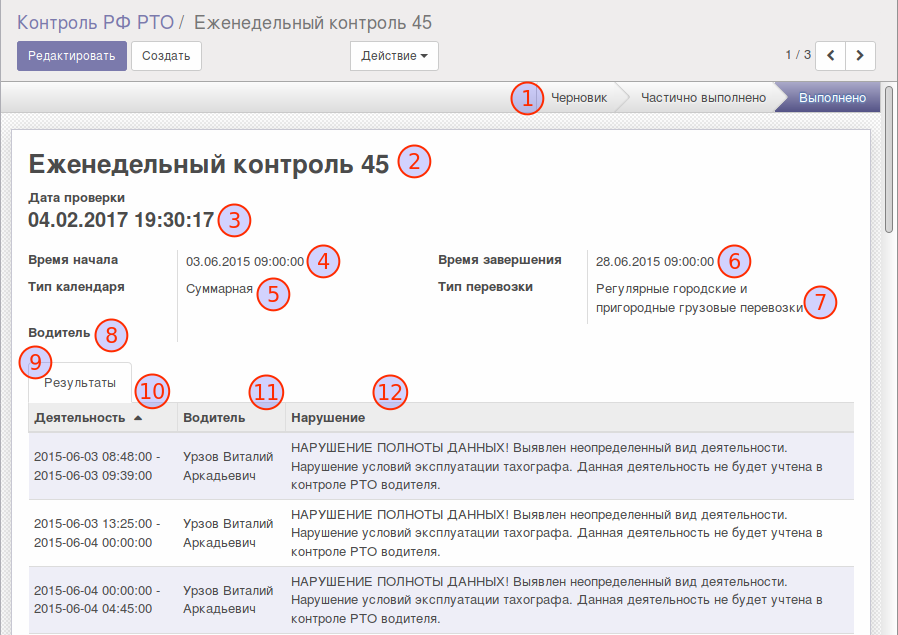 Контроль РФ РТО / Еженедельный контроль 45
Редактировать Создать Действие 1 / 3
1 Черновик Частично выполнено Выполнено
Еженедельный контроль 45 2
Дата проверки
04.02.2017 19:30:17 3
Время начала 03.06.2015 09:00:00 4 Время завершения 28.06.2015 09:00:00 6
Тип календаря Суммарная 5 Тип перевозки Регулярные городские и
пригородные грузовые перевозки 7
Водитель 8
9
Результаты 10 11 12
Деятельность Водитель Нарушение
2015-06-03 08:48:00 - Урзов Виталий НАРУШЕНИЕ ПОЛНОТЫ ДАННЫХ! Выявлен неопределенный вид деятельности.
2015-06-03 09:39:00 Аркадьевич Нарушение условий эксплуатации тахографа. Данная деятельность не будет учтена в
контроле РТО водителя.
2015-06-03 13:25:00 - Урзов Виталий НАРУШЕНИЕ ПОЛНОТЫ ДАННЫХ! Выявлен неопределенный вид деятельности.
2015-06-04 00:00:00 Аркадьевич Нарушение условий эксплуатации тахографа. Данная деятельность не будет учтена в
контроле РТО водителя.
2015-06-04 00:00:00 - Урзов Виталий НАРУШЕНИЕ ПОЛНОТЫ ДАННЫХ! Выявлен неопределенный вид деятельности.
2015-06-04 04:45:00 Аркадьевич Нарушение условий эксплуатации тахографа. Данная деятельность не будет учтена в
контроле РТО водителя.